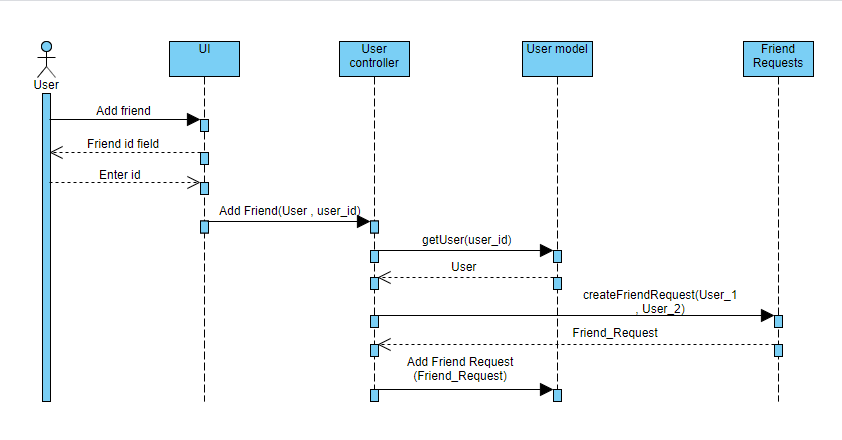 UI
User
controller
User model
Friend
Requests
User
Add friend
Friend id field
Enter id
Add Friend(User , user_id)
getUser(user_id)
User
createFriendRequest(User_1
, User_2)
Friend_Request
Add Friend Request
(Friend_Request)